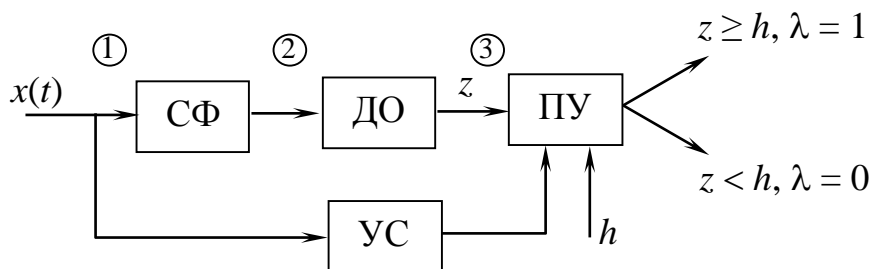 ① ② ③
z ≥ h, λ = 1
x(t)
СФ
ДО
z
ПУ
z < h, λ = 0
УС
h